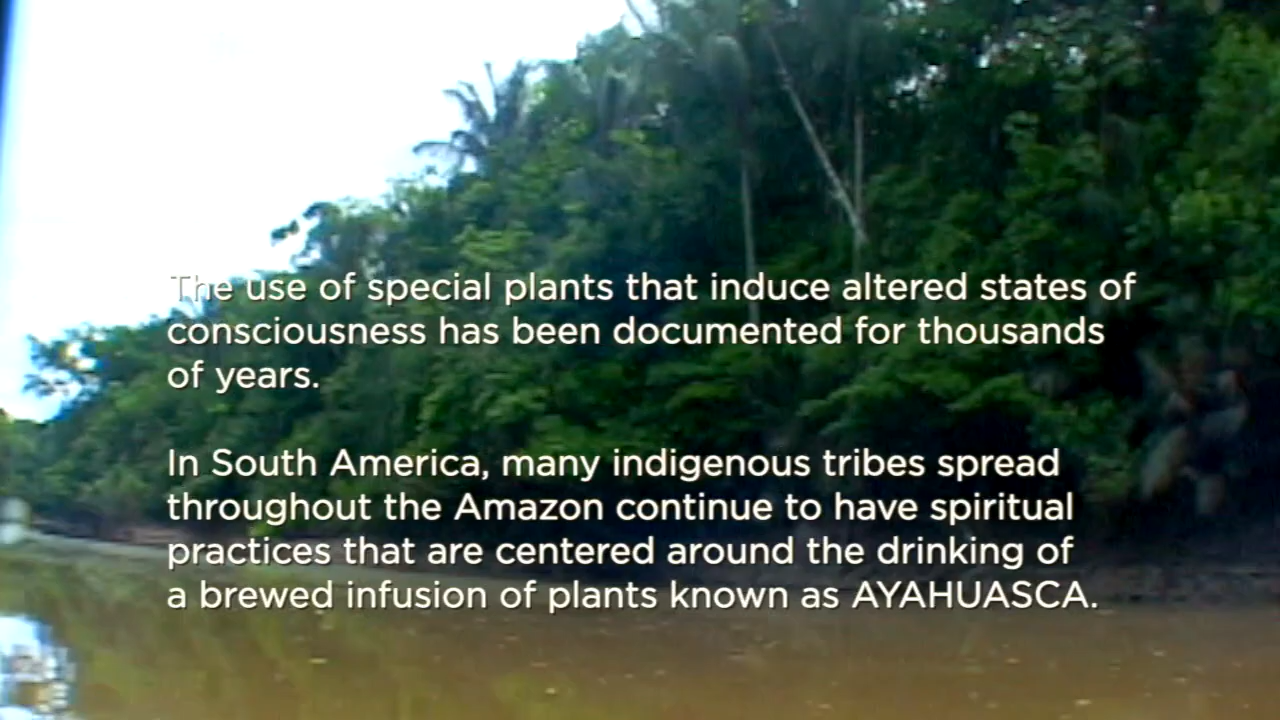 The use of special plants that induce altered states of
consciousness has been documented for thousands
of years.
In South America, many indigenous tribes spread
throughout the Amazon continue to have spiritual
practices that are centered around the drinking of
a brewed infusion of plants known as AYAHUASCA.